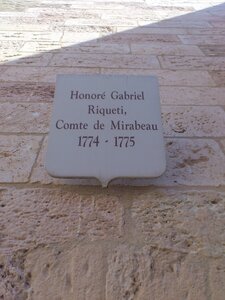 Honoré Gabriel
Riqueti,
Comte de Mirabeau
1774 - 1775